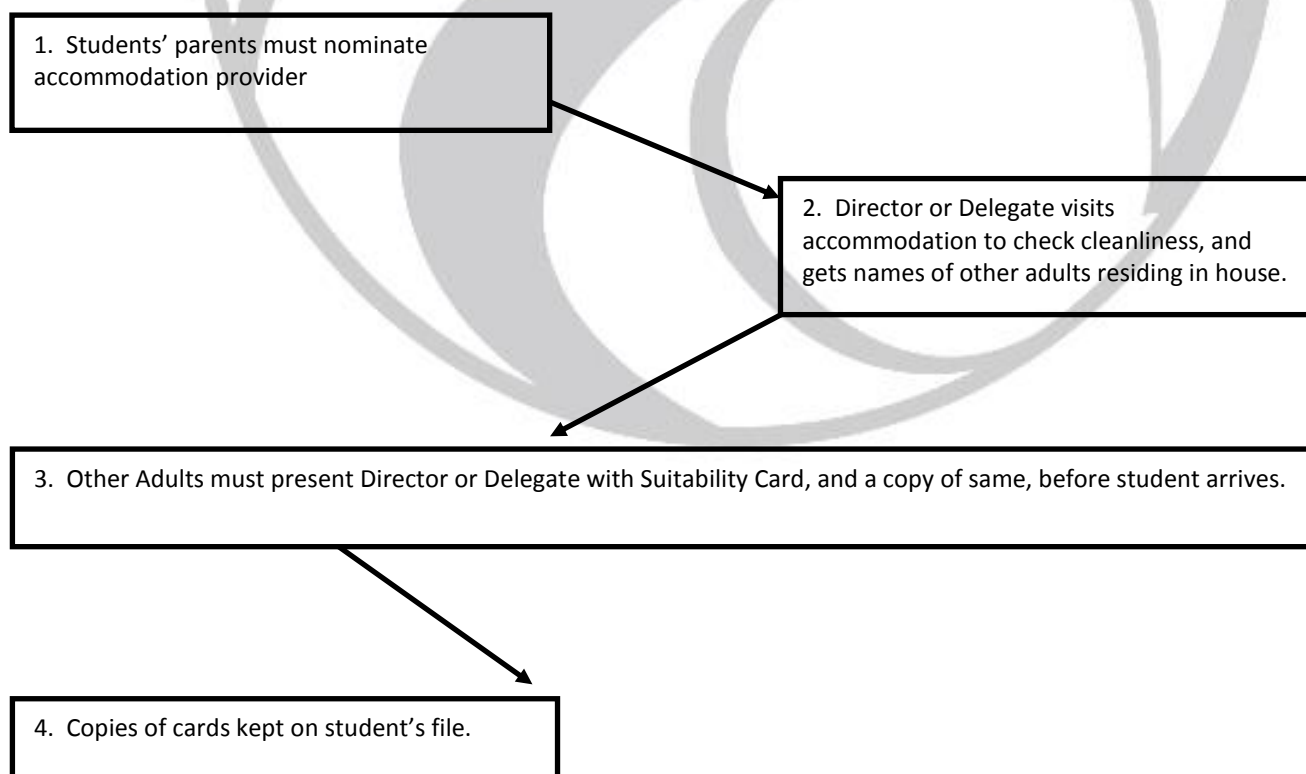 1.  Students’ parents must nominate
accommodation provider
2.  Director or Delegate visits
accommodation to check cleanliness, and
gets names of other adults residing in house.
3.  Other Adults must present Director or Delegate with Suitability Card, and a copy of same, before student arrives.
4.  Copies of cards kept on student’s file.